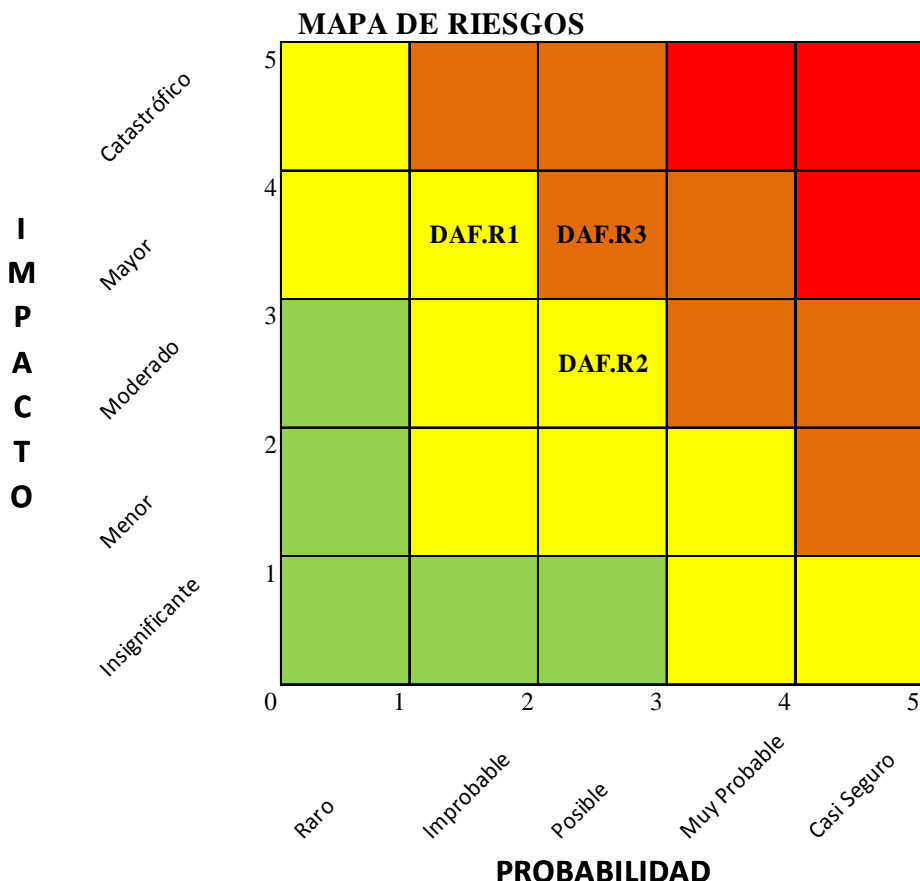 MAPA DE RIESGOS
5
Catastrófico
4
Mayor
DAF.R1 DAF.R3
3
Moderado
DAF.R2
2
Menor
1
Insignificante
I
M
P
A
C
T
O
0 1 2 3 4 5
Raro
Improbable
Posible
Muy Probable
Casi Seguro
PROBABILIDAD